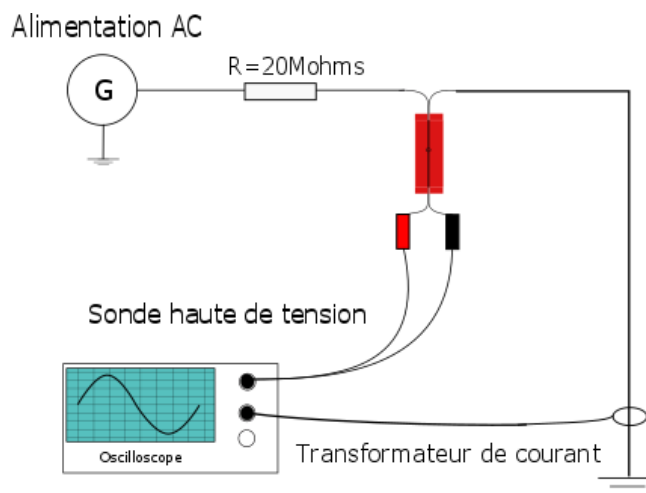 Alimentation AC
G
R=20Mohms
Sonde haute de tension
Oscilloscope
Transformateur de courant